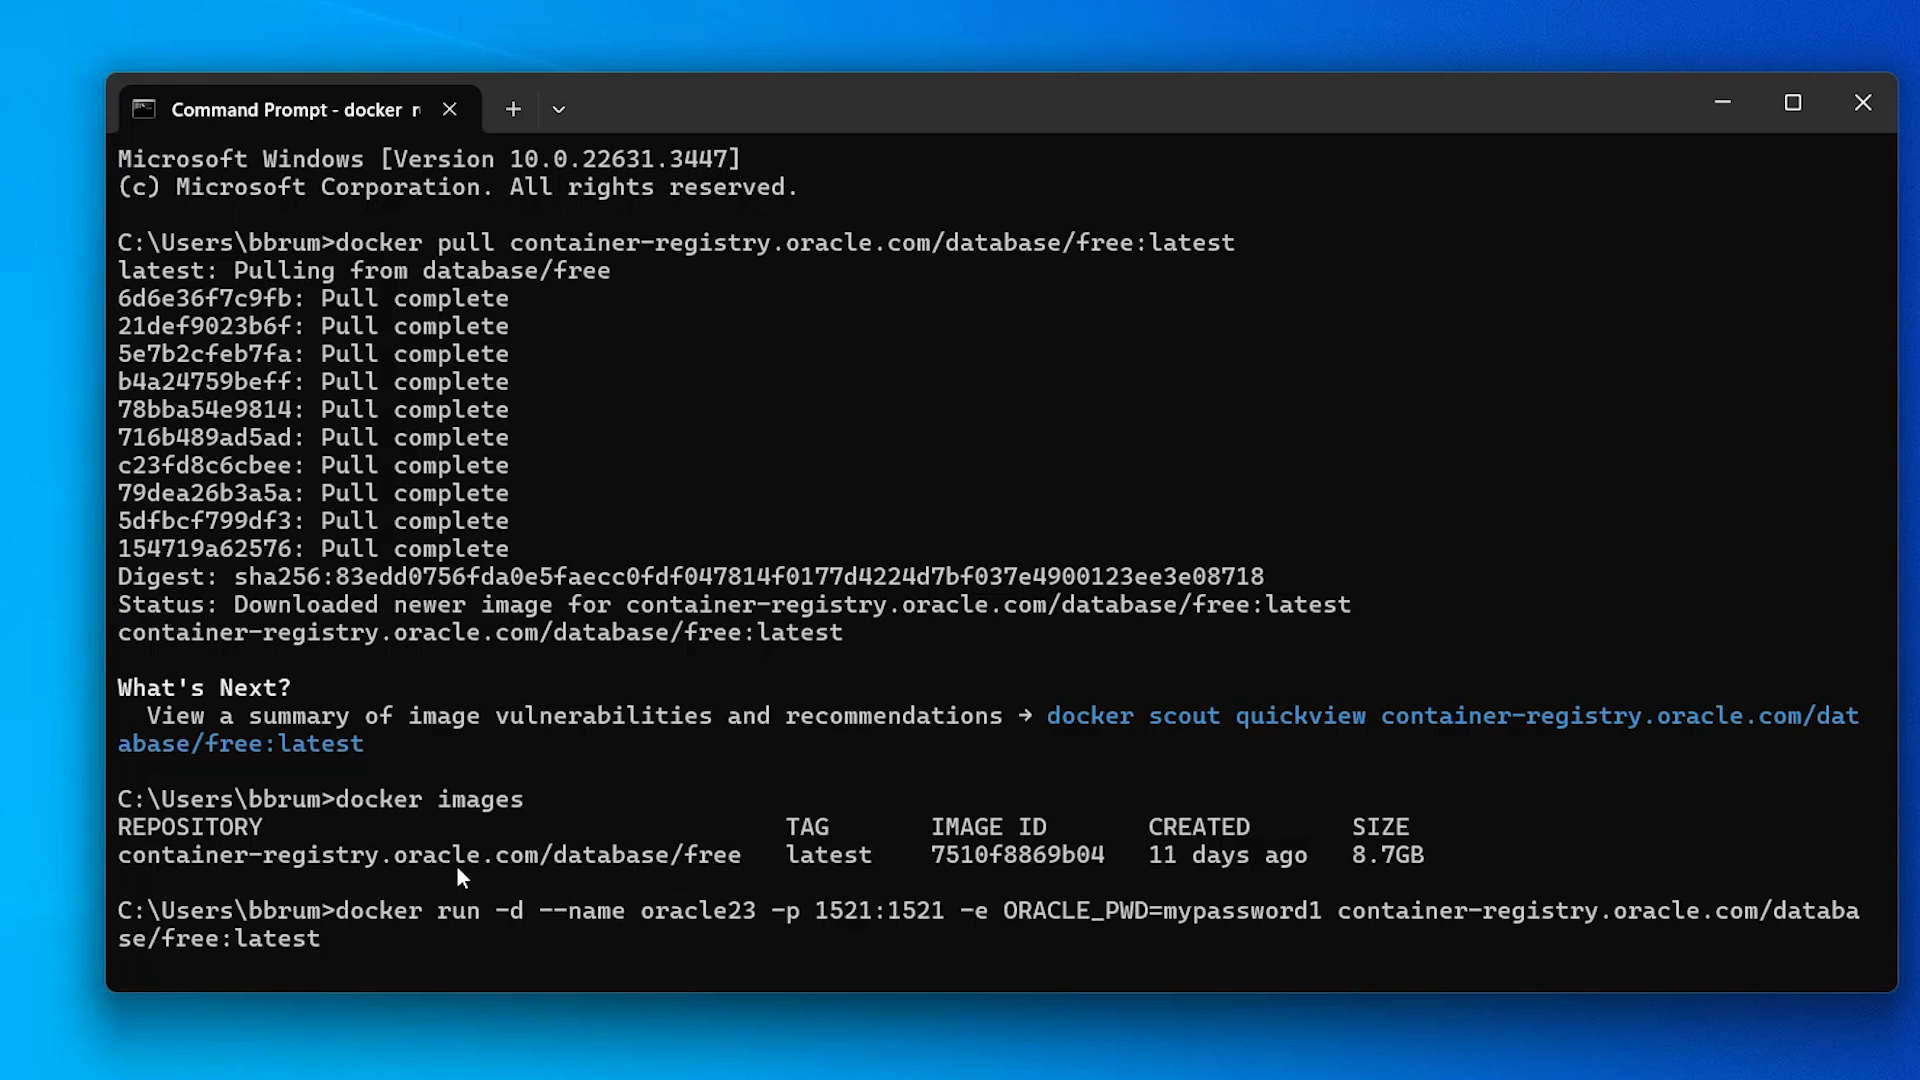 Command Prompt - docker r
Microsoft Windows [Version 10.0.22631.3447]
(c) Microsoft Corporation. All rights reserved.
C:\Users\bbrum>docker pull container-registry.oracle.com/database/free:latest
latest: Pulling from database/free
6d6e36f7c9fb: Pull complete
21def9023b6f: Pull complete
5e7b2cfeb7fa: Pull complete
b4a24759beff: Pull complete
78bba54e9814: Pull complete
716b489ad5ad: Pull complete
c23fd8c6cbee: Pull complete
79dea26b3a5a: Pull complete
5dfbcf799df3: Pull complete
154719a62576: Pull complete
Digest: sha256:83edd0756fda0e5faecc0fdf047814f0177d4224d7bf037e4900123ee3e08718
Status: Downloaded newer image for container-registry.oracle.com/database/free:latest
container-registry.oracle.com/database/free:latest
What's Next?
View a summary of image vulnerabilities and recommendations → docker scout quickview container-registry.oracle.com/dat
abase/free:latest
C:\Users\bbrum>docker images
REPOSITORY TAG IMAGE ID CREATED SIZE
container-registry.oracle.com/database/free latest 7510f8869b04 11 days ago 8.7GB
C:\Users\bbrum>docker run -d --name oracle23 -p 1521:1521 -e ORACLE_PWD=mypassword1 container-registry.oracle.com/databa
se/free:latest